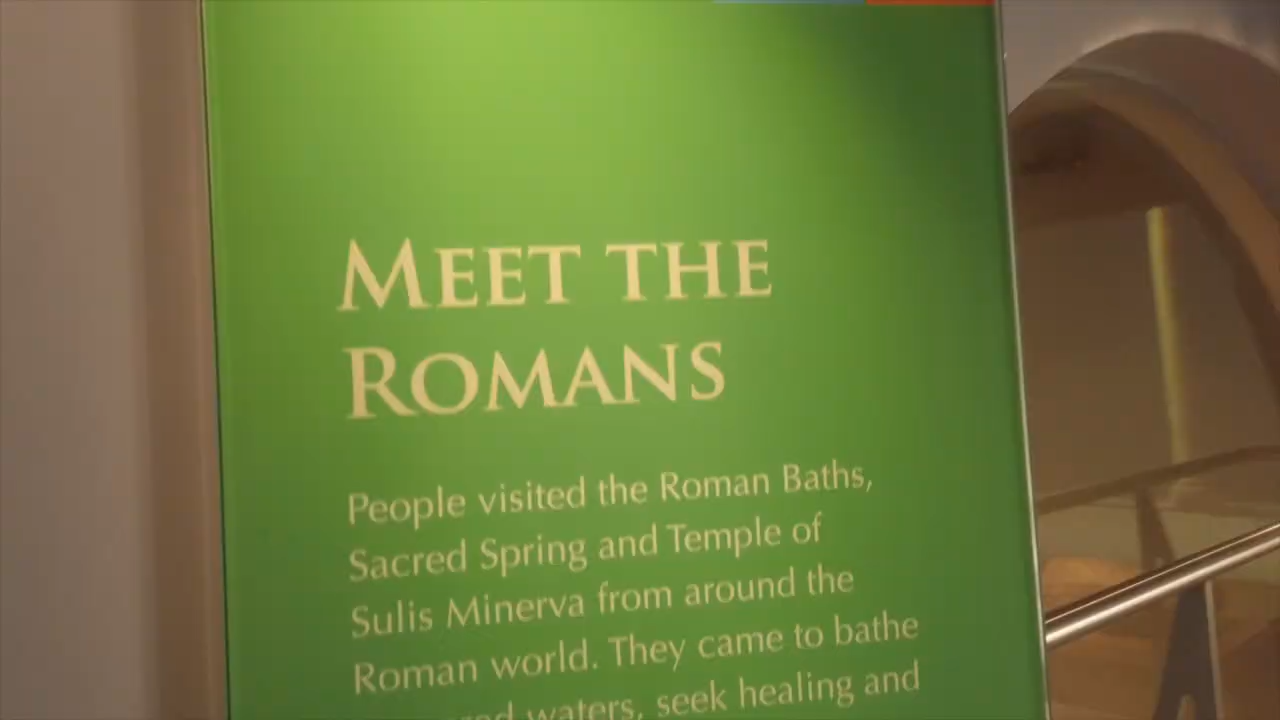 MEET THE
ROMANS
People visited the Roman Baths,
Sacred Spring and Temple of
Sulis Minerva from around the
Roman world. They came to bathe
waters, seek healing and